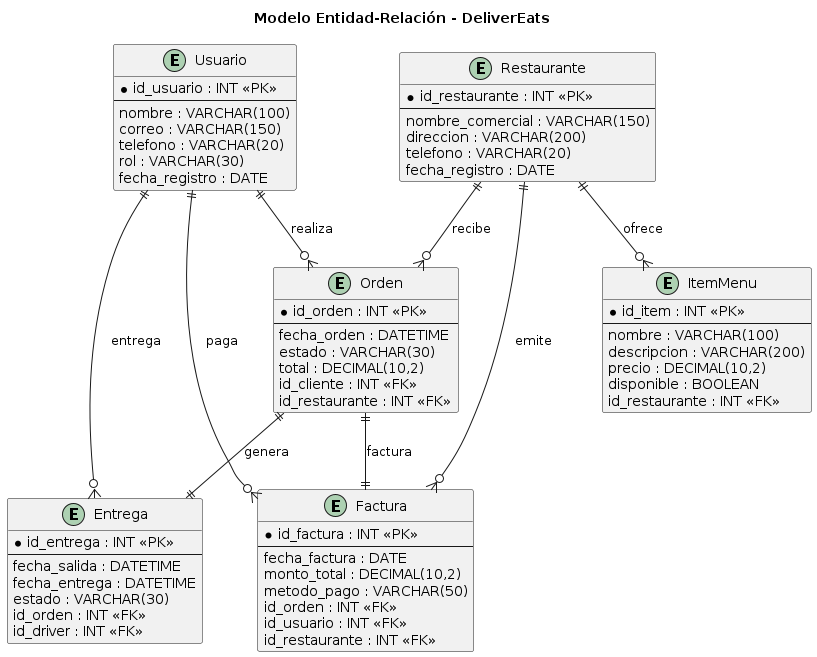 Modelo Entidad-Relación - DeliverEats
E Usuario
* id_usuario : INT «PK»
nombre : VARCHAR(100)
correo : VARCHAR(150)
telefono : VARCHAR(20)
rol : VARCHAR(30)
fecha_registro : DATE
E Restaurante
* id_restaurante : INT «PK»
nombre_comercial : VARCHAR(150)
direccion : VARCHAR(200)
telefono : VARCHAR(20)
fecha_registro : DATE
realiza
recibe
ofrece
E Orden
* id_orden : INT «PK»
fecha_orden : DATETIME
estado : VARCHAR(30)
total : DECIMAL(10,2)
id_cliente : INT «FK»
id_restaurante : INT «FK»
E ItemMenu
* id_item : INT «PK»
nombre : VARCHAR(100)
descripcion : VARCHAR(200)
precio : DECIMAL(10,2)
disponible : BOOLEAN
id_restaurante : INT «FK»
entrega
paga
emite
genera
factura
E Entrega
* id_entrega : INT «PK»
fecha_salida : DATETIME
fecha_entrega : DATETIME
estado : VARCHAR(30)
id_orden : INT «FK»
id_driver : INT «FK»
E Factura
* id_factura : INT «PK»
fecha_factura : DATE
monto_total : DECIMAL(10,2)
metodo_pago : VARCHAR(50)
id_orden : INT «FK»
id_usuario : INT «FK»
id_restaurante : INT «FK»